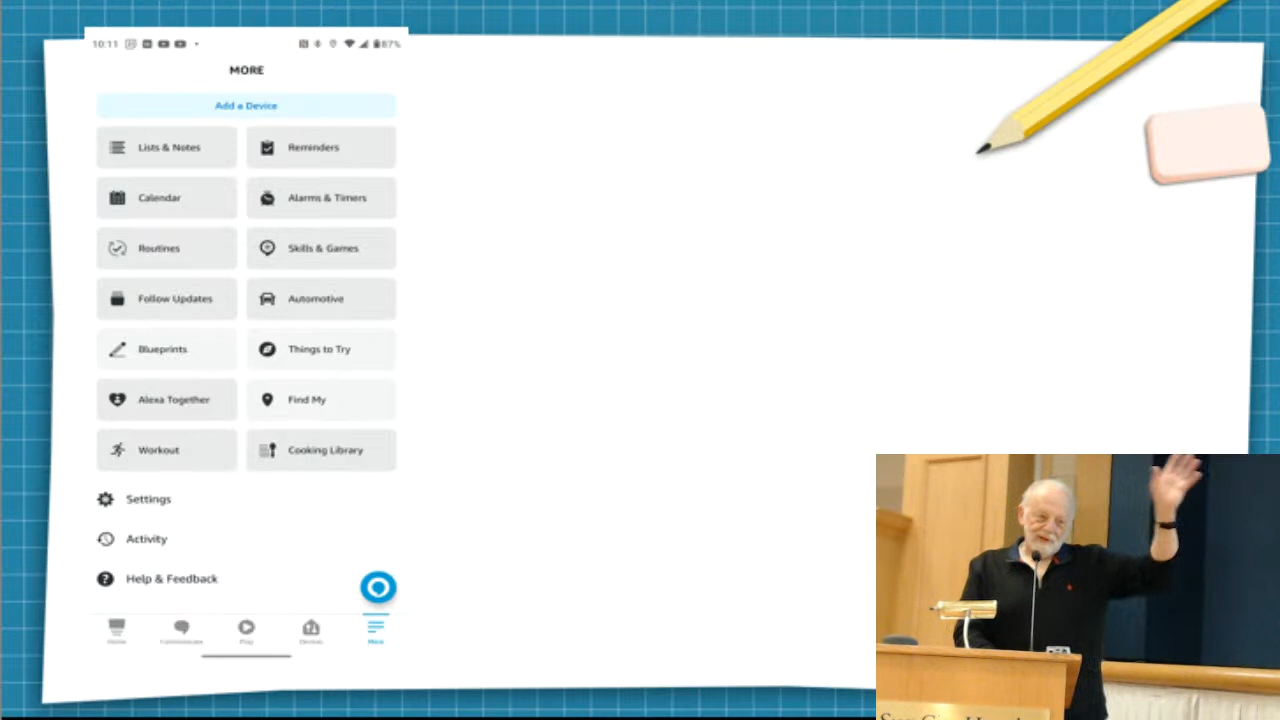 10:11
87%
MORE
Add a Device
Lists & Notes
Reminders
Calendar
Alarms & Timers
Routines
Skills & Games
Follow Updates
Automotive
Blueprints
Things to Try
Alexa Together
Find My
Workout
Cooking Library
Settings
Activity
Help & Feedback
Home
Communicate
Play
Devices
More
Sun City